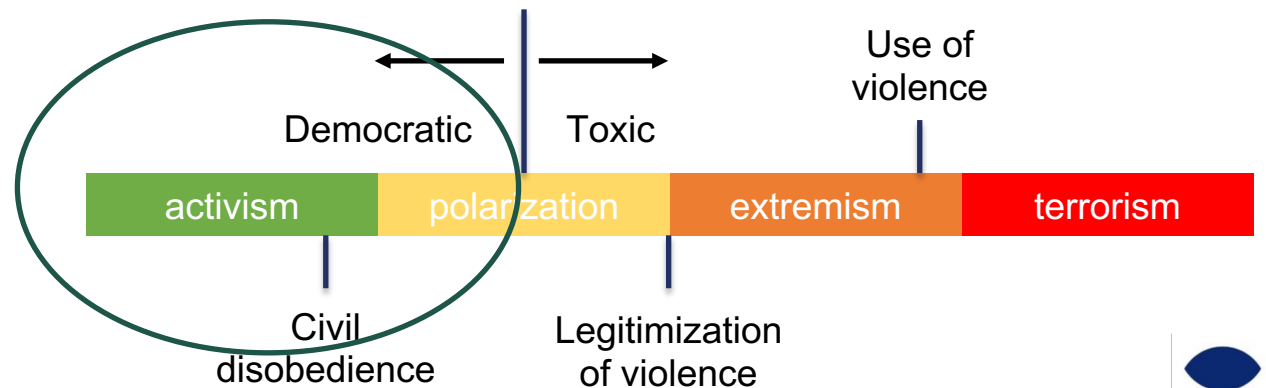 Use of
violence
Democratic
Toxic
activism
polarization
extremism
terrorism
Civil
disobedience
Legitimization
of violence